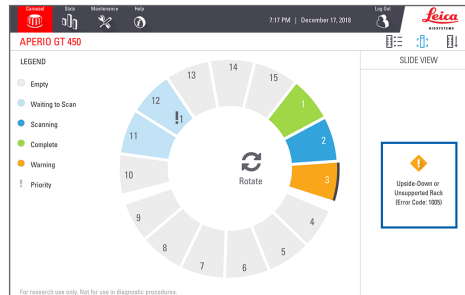 Carousel
Stats
Maintenance
Help
7:17 PM | December 17, 2018
Log Out
Leica
BIOSYSTEMS
APERIO GT 450
LEGEND
Empty
Waiting to Scan
Scanning
Complete
Warning
! Priority
13
14
15
12
!1
1
11
2
10
Rotate
3
9
4
8
5
7
6
SLIDE VIEW
Upside-Down or
Unsupported Rack
(Error Code: 1005)
For research use only. Not for use in diagnostic procedures.